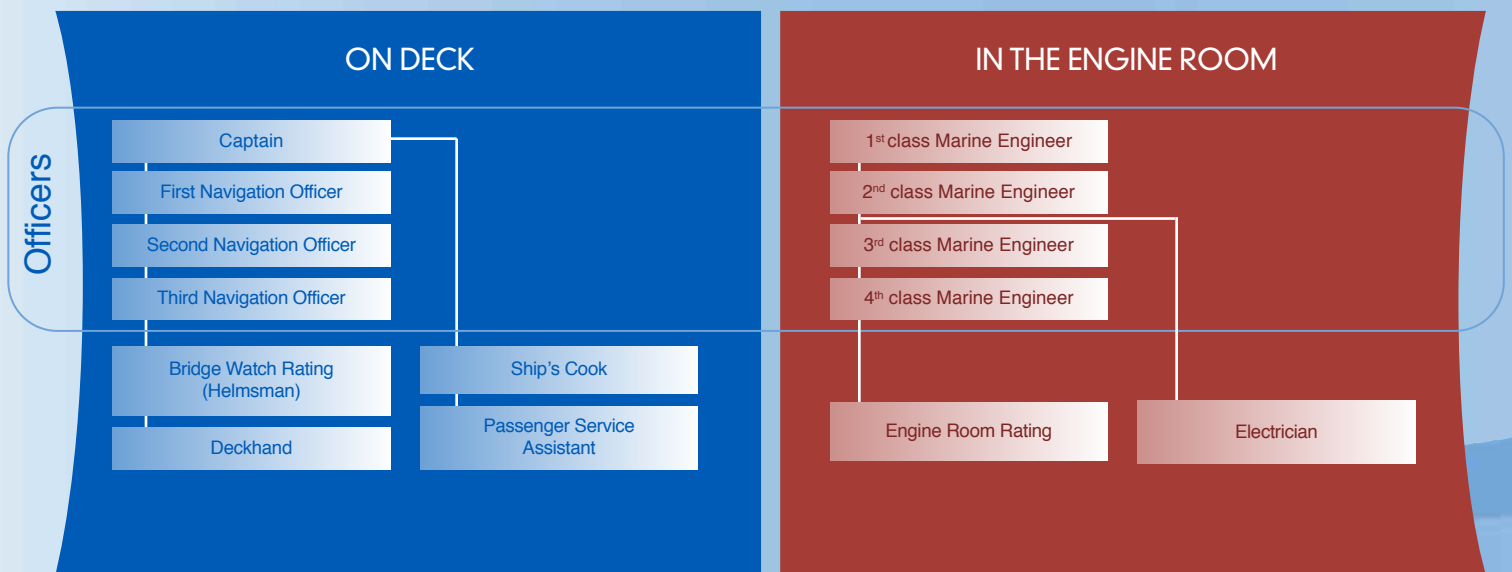 ON DECK
Officers
Captain
First Navigation Officer
Second Navigation Officer
Third Navigation Officer
Bridge Watch Rating
(Helmsman)
Deckhand
Ship’s Cook
Passenger Service
Assistant
IN THE ENGINE ROOM
1st class Marine Engineer
2nd class Marine Engineer
3rd class Marine Engineer
4th class Marine Engineer
Engine Room Rating
Electrician